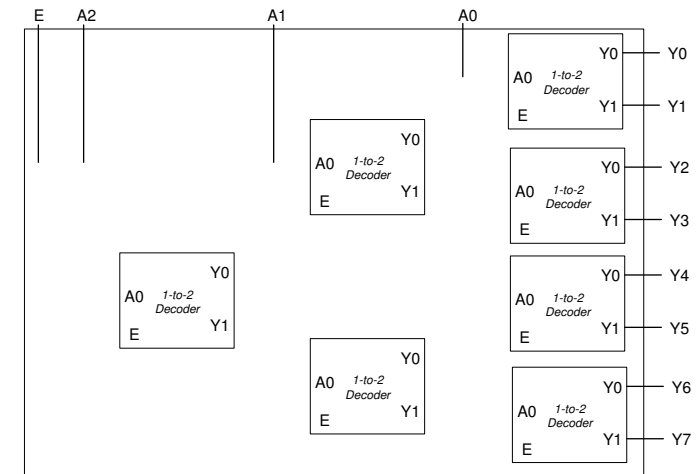 E A2 A1 A0
Y0 Y0
A0 1-to-2
Decoder
Y1 Y1
E
Y0
A0 1-to-2
Decoder
Y1
E
Y0 Y2
A0 1-to-2
Decoder
Y1 Y3
E
Y0
A0 1-to-2
Decoder
Y1
E
Y0 Y4
A0 1-to-2
Decoder
Y1 Y5
E
Y0
A0 1-to-2
Decoder
Y1
E
Y0 Y6
A0 1-to-2
Decoder
Y1 Y7
E